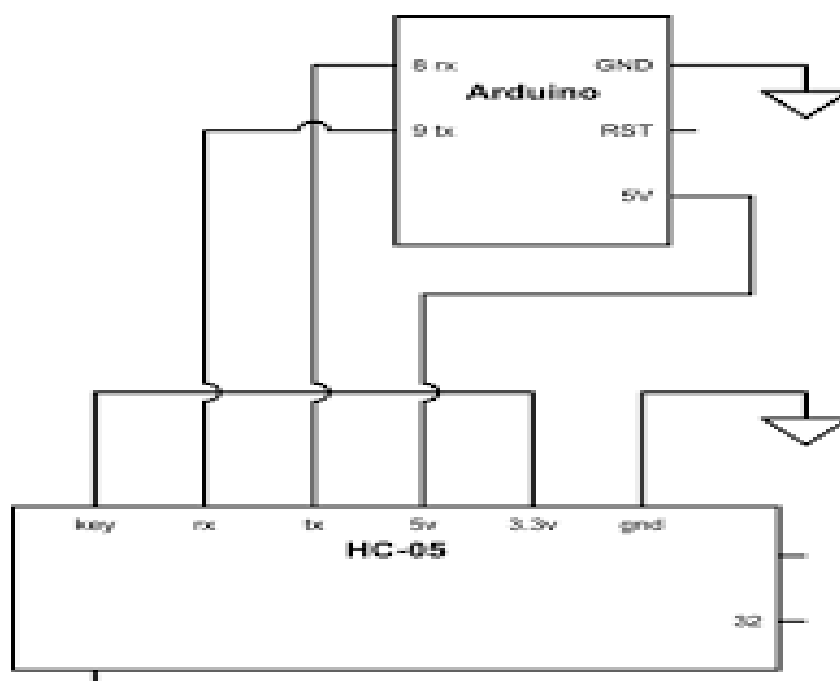 8 rx GND
Arduino
9 tx RST
5V
key rx tx 5v 3.3v gnd
HC-05
32